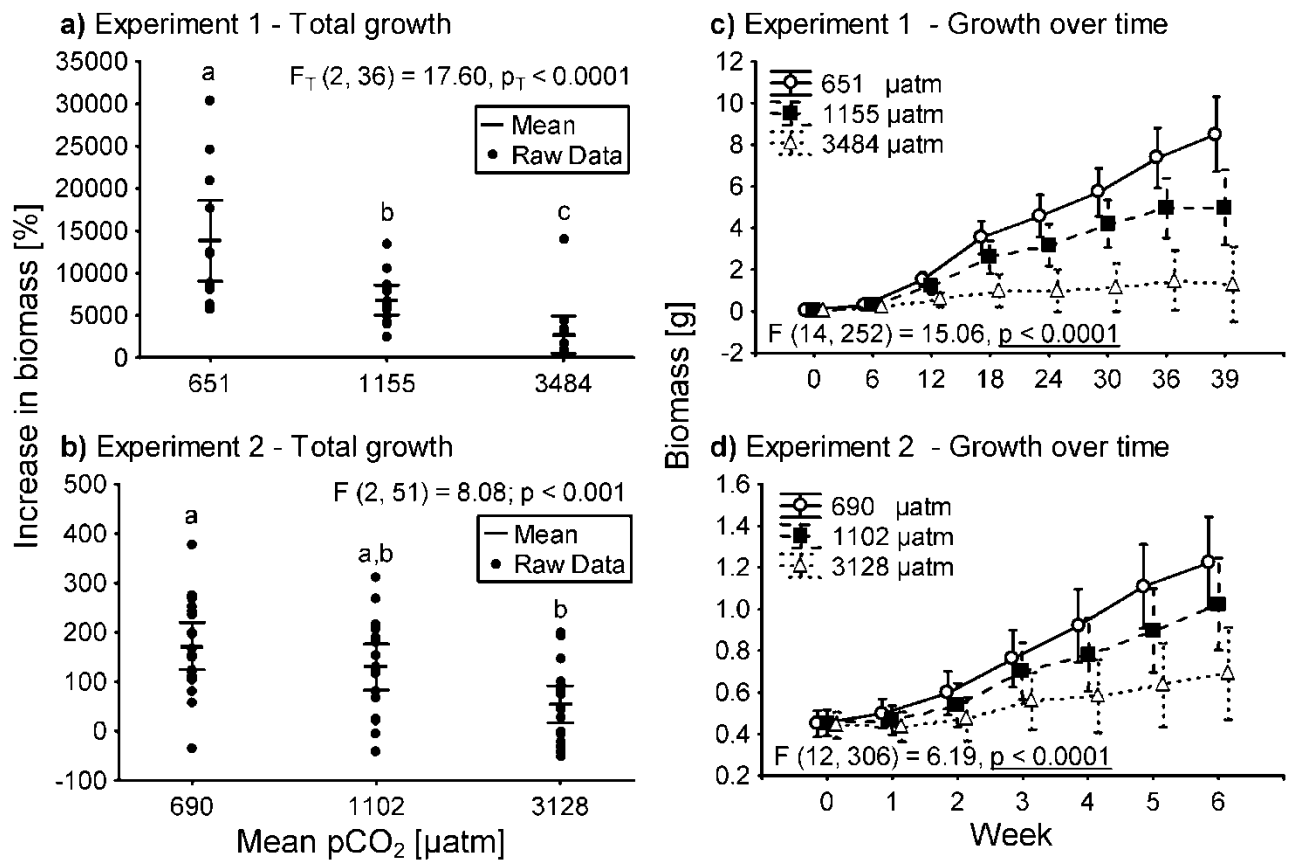 a) Experiment 1 - Total growth
Increase in biomass [%]
35000
30000
25000
20000
15000
10000
5000
0
F_T (2, 36) = 17.60, p_T < 0.0001
Mean
Raw Data
a
b
c
651
1155
3484
b) Experiment 2 - Total growth
500
400
300
200
100
0
-100
F (2, 51) = 8.08; p < 0.001
Mean
Raw Data
a
a,b
b
690
1102
3128
Mean pCO₂ [µatm]
c) Experiment 1 - Growth over time
Biomass [g]
12
10
8
6
4
2
0
-2
651 µatm
1155 µatm
3484 µatm
F (14, 252) = 15.06, p < 0.0001
0 6 12 18 24 30 36 39
d) Experiment 2 - Growth over time
1.6
1.4
1.2
1.0
0.8
0.6
0.4
0.2
690 µatm
1102 µatm
3128 µatm
F (12, 306) = 6.19, p < 0.0001
0 1 2 3 4 5 6
Week